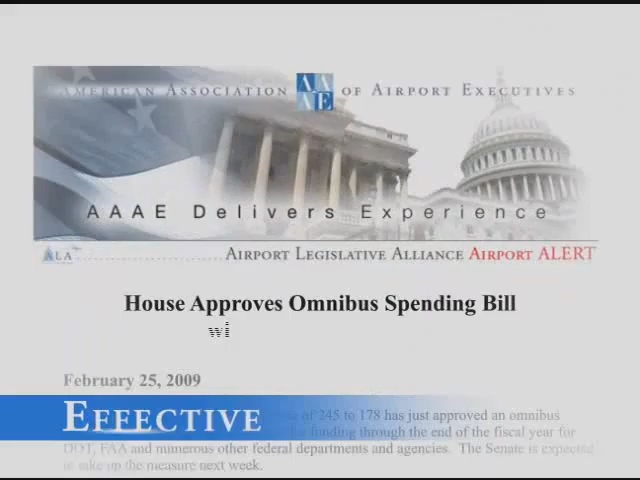 American Association AAAE of Airport Executives
AAAE Delivers Experience
ALA
Airport Legislative Alliance Airport ALERT
House Approves Omnibus Spending Bill
wi
February 25, 2009
Effective
of 245 to 178 has just approved an omnibus
funding through the end of the fiscal year for
DOT, FAA and numerous other federal departments and agencies. The Senate is expected
to take up the measure next week.